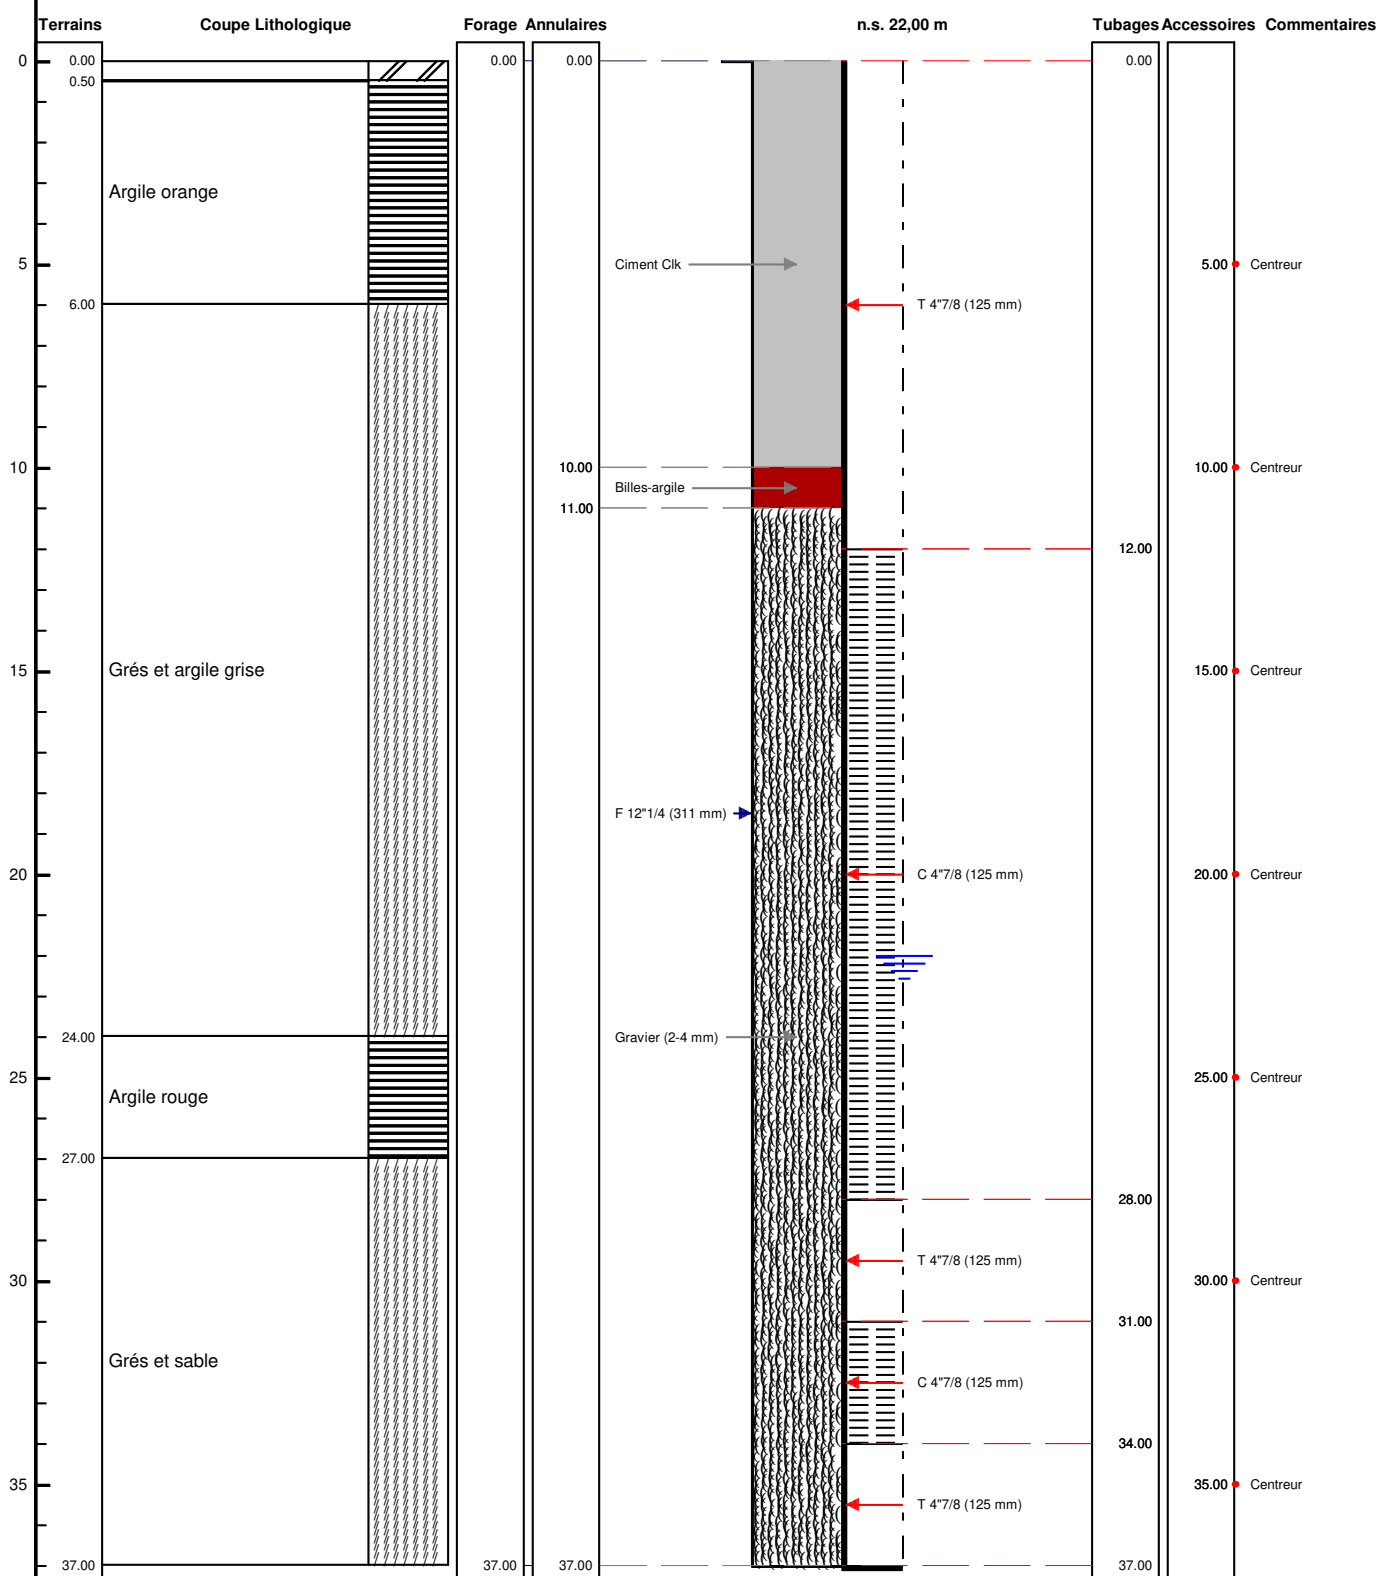 Terrains Coupe Lithologique Forage Annulaires n.s. 22,00 m Tubages Accessoires Commentaires
0 0.00 0.00 0.00 0.00
0.50
Argile orange
5 Ciment Clk 5.00 Centreur
6.00 T 4"7/8 (125 mm)
10 10.00 10.00 Centreur
Billes-argile
11.00
12.00
15 Grés et argile grise 15.00 Centreur
F 12"1/4 (311 mm)
20 C 4"7/8 (125 mm) 20.00 Centreur
24.00 Gravier (2-4 mm)
25 25.00 Centreur
Argile rouge
27.00
28.00
T 4"7/8 (125 mm)
30 30.00 Centreur
31.00
Grés et sable
C 4"7/8 (125 mm)
34.00
35 35.00 Centreur
T 4"7/8 (125 mm)
37.00 37.00 37.00 37.00